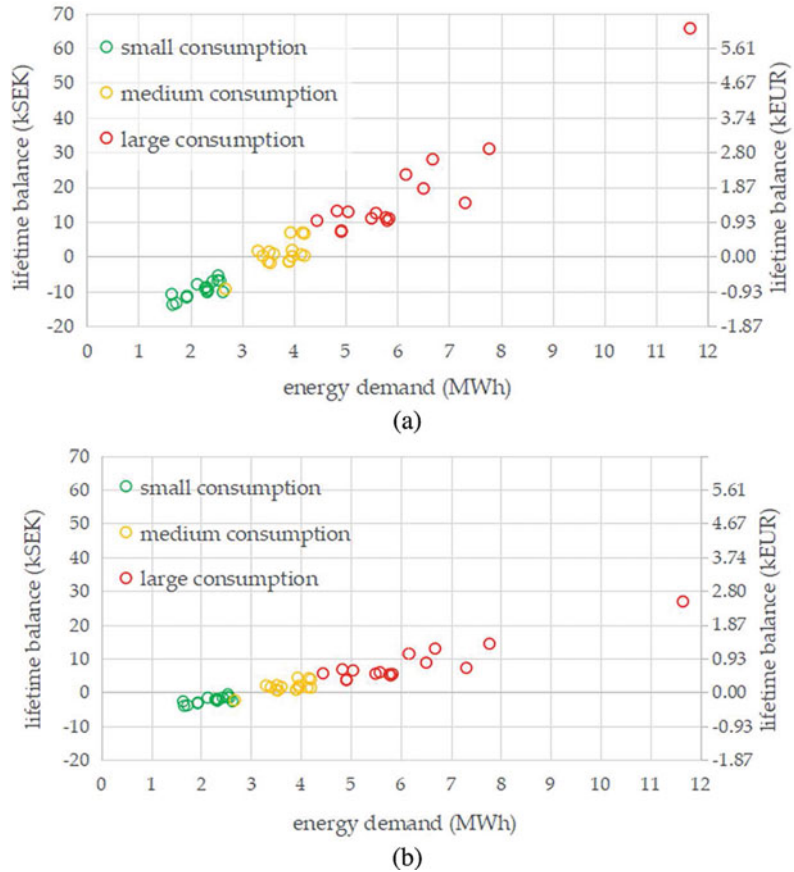 70
60
50
40
30
20
10
0
-10
-20
lifetime balance (kSEK)
small consumption
medium consumption
large consumption
5.61
4.67
3.74
2.80
1.87
0.93
0.00
-0.93
-1.87
lifetime balance (kEUR)
0 1 2 3 4 5 6 7 8 9 10 11 12
energy demand (MWh)
(a)
70
60
50
40
30
20
10
0
-10
-20
lifetime balance (kSEK)
small consumption
medium consumption
large consumption
5.61
4.67
3.74
2.80
1.87
0.93
0.00
-0.93
-1.87
lifetime balance (kEUR)
0 1 2 3 4 5 6 7 8 9 10 11 12
energy demand (MWh)
(b)